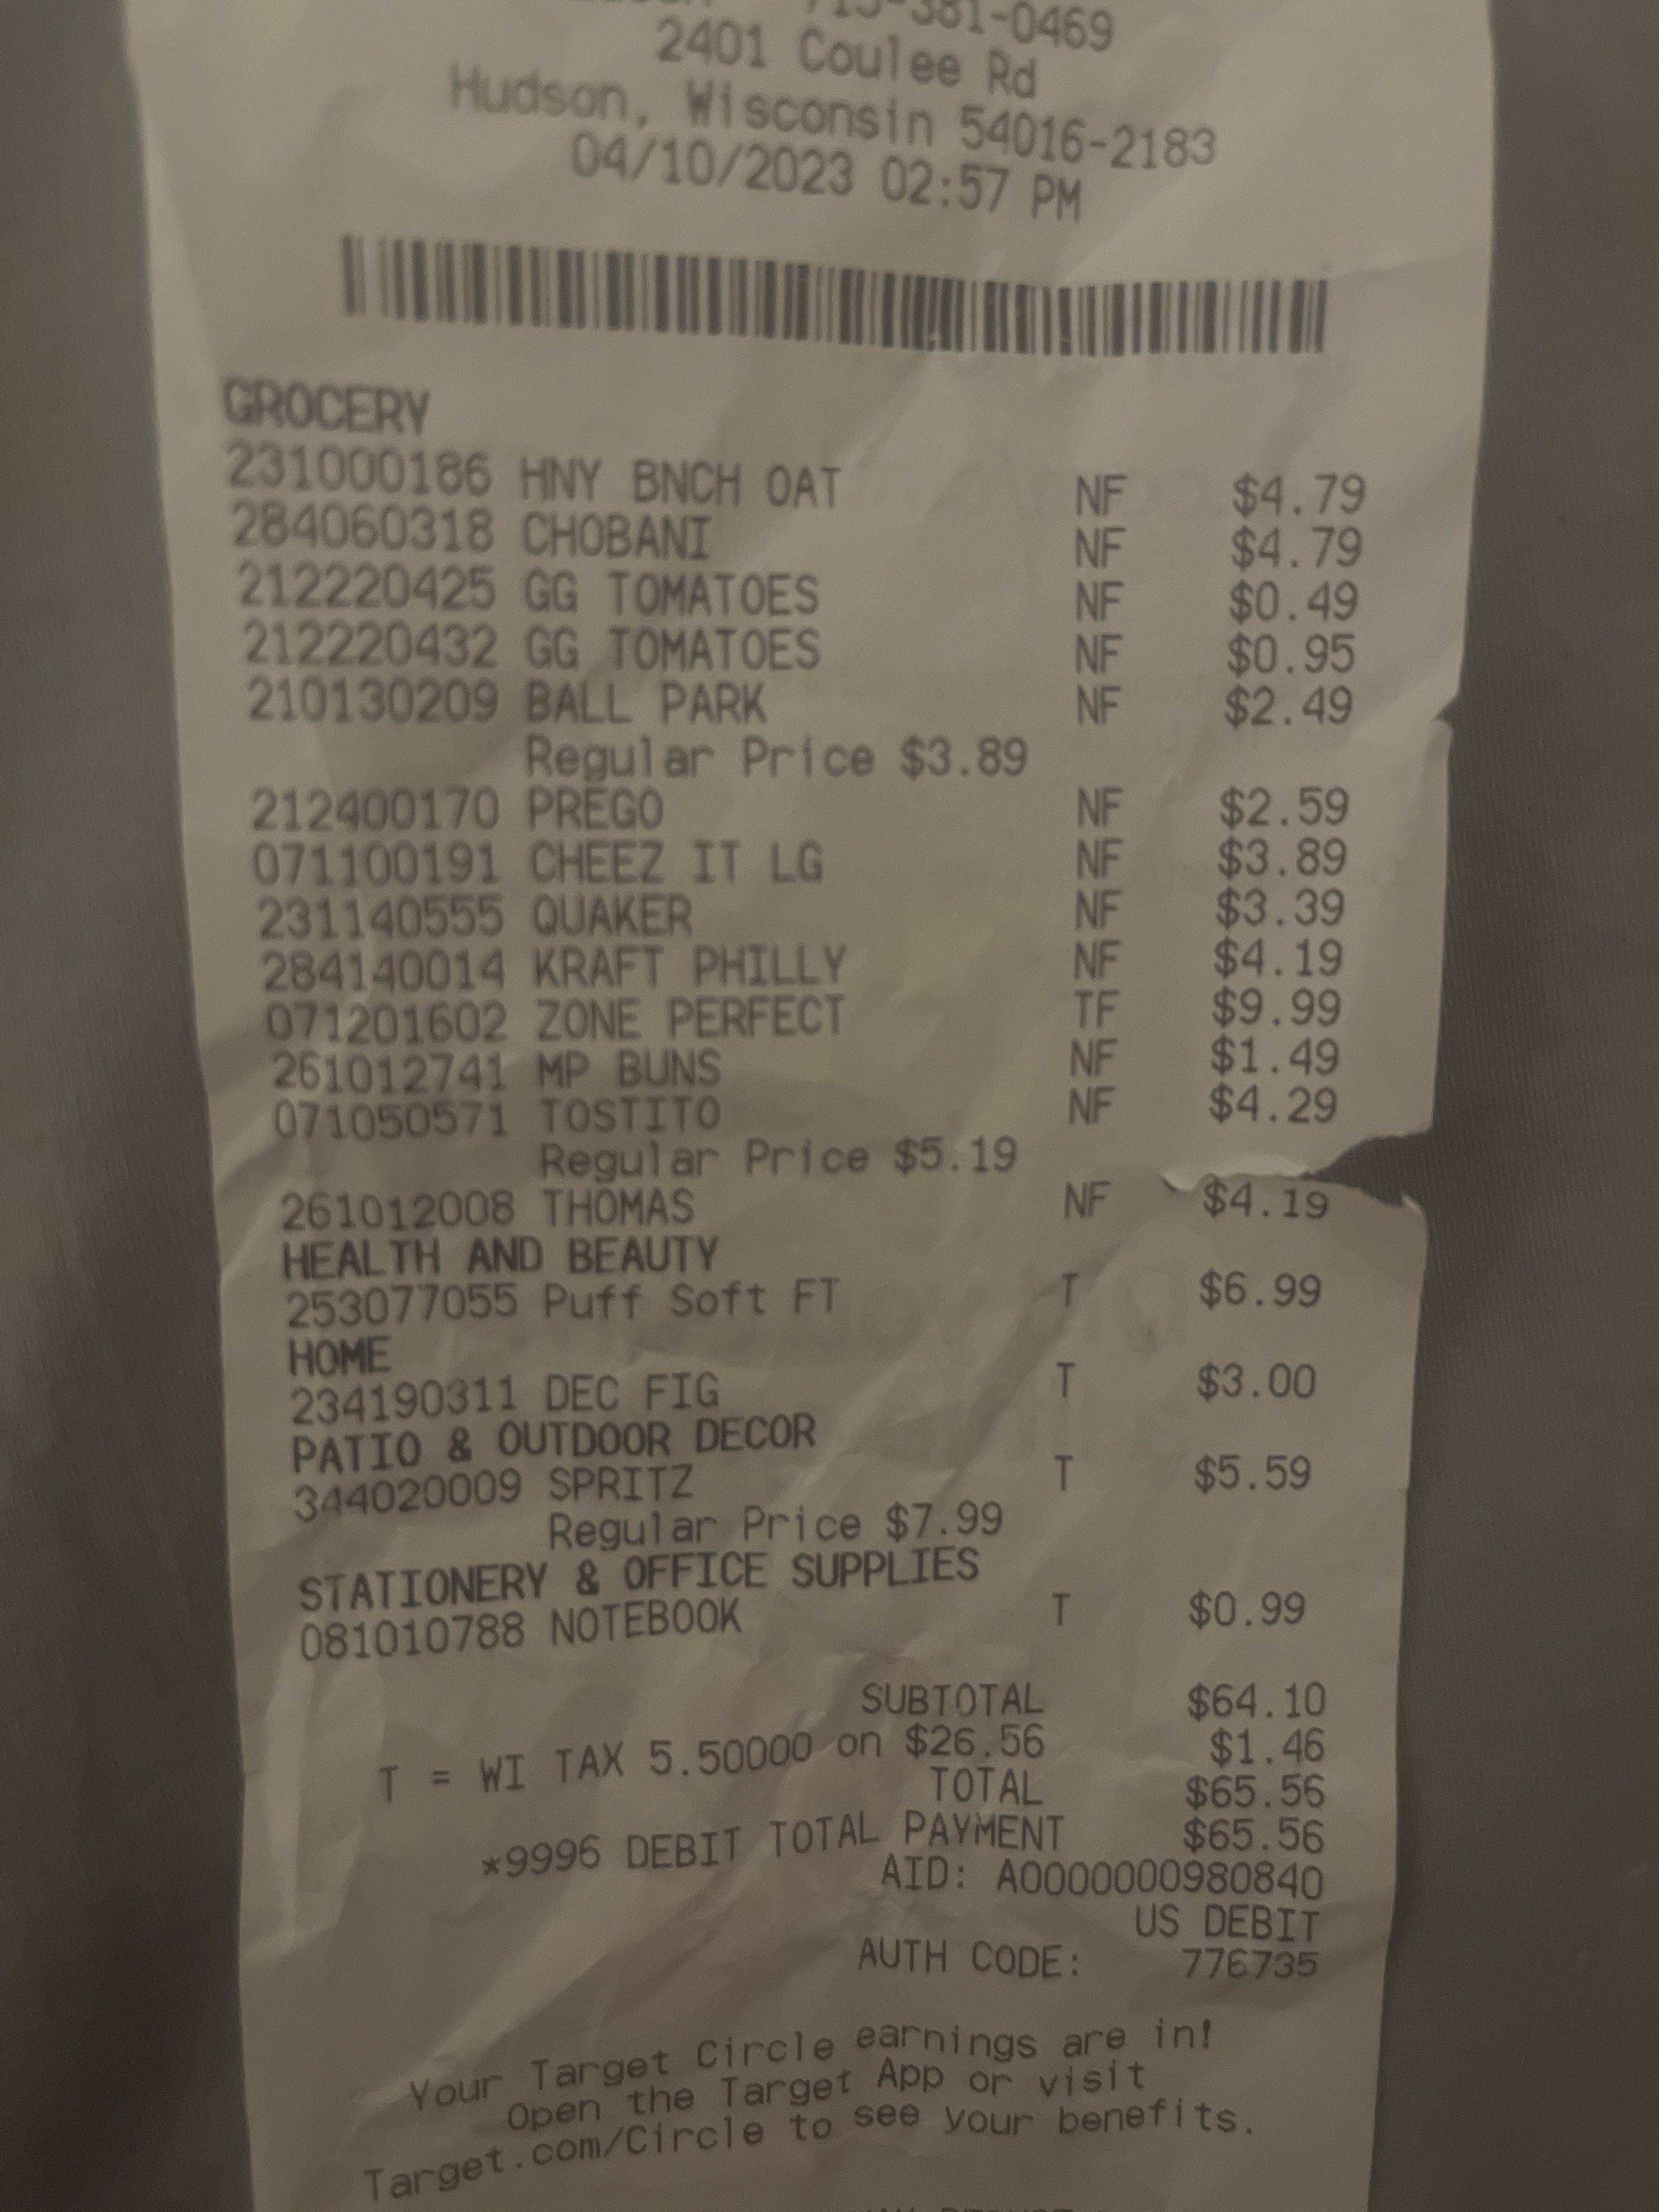 715-381-0469
2401 Coulee Rd
Hudson, Wisconsin 54016-2183
04/10/2023 02:57 PM
GROCERY
231000186 HNY BNCH OAT NF $4.79
284060318 CHOBANI NF $4.79
212220425 GG TOMATOES NF $0.49
212220432 GG TOMATOES NF $0.95
210130209 BALL PARK NF $2.49
Regular Price $3.89
212400170 PREGO NF $2.59
071100191 CHEEZ IT LG NF $3.89
231140555 QUAKER NF $3.39
284140014 KRAFT PHILLY NF $4.19
071201602 ZONE PERFECT TF $9.99
261012741 MP BUNS NF $1.49
071050571 TOSTITO NF $4.29
Regular Price $5.19
261012008 THOMAS NF $4.19
HEALTH AND BEAUTY
253077055 Puff Soft FT T $6.99
HOME
234190311 DEC FIG T $3.00
PATIO & OUTDOOR DECOR
344020009 SPRITZ T $5.59
Regular Price $7.99
STATIONERY & OFFICE SUPPLIES
081010788 NOTEBOOK T $0.99
SUBTOTAL $64.10
T = WI TAX 5.50000 on $26.56 $1.46
TOTAL $65.56
*9996 DEBIT TOTAL PAYMENT $65.56
AID: A0000000980840
US DEBIT
AUTH CODE: 776735
Your Target Circle earnings are in!
Open the Target App or visit
Target.com/Circle to see your benefits.